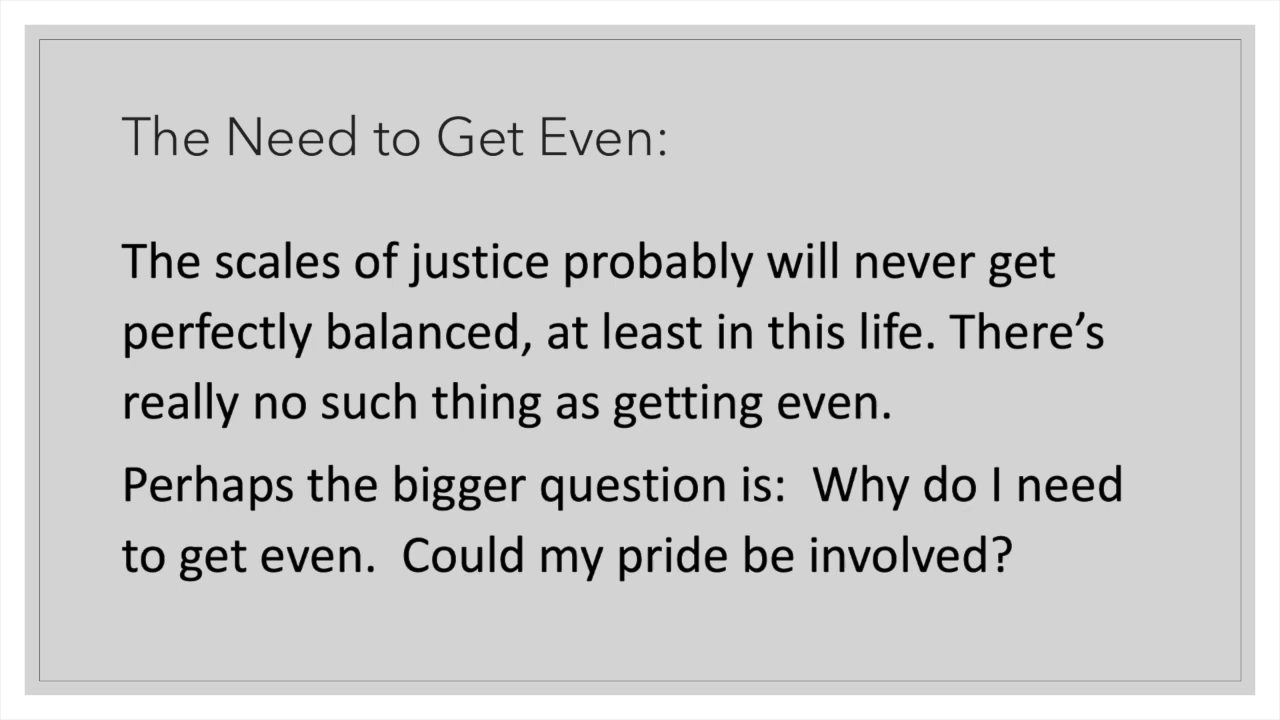 The Need to Get Even:
The scales of justice probably will never get
perfectly balanced, at least in this life. There’s
really no such thing as getting even.
Perhaps the bigger question is:  Why do I need
to get even.  Could my pride be involved?